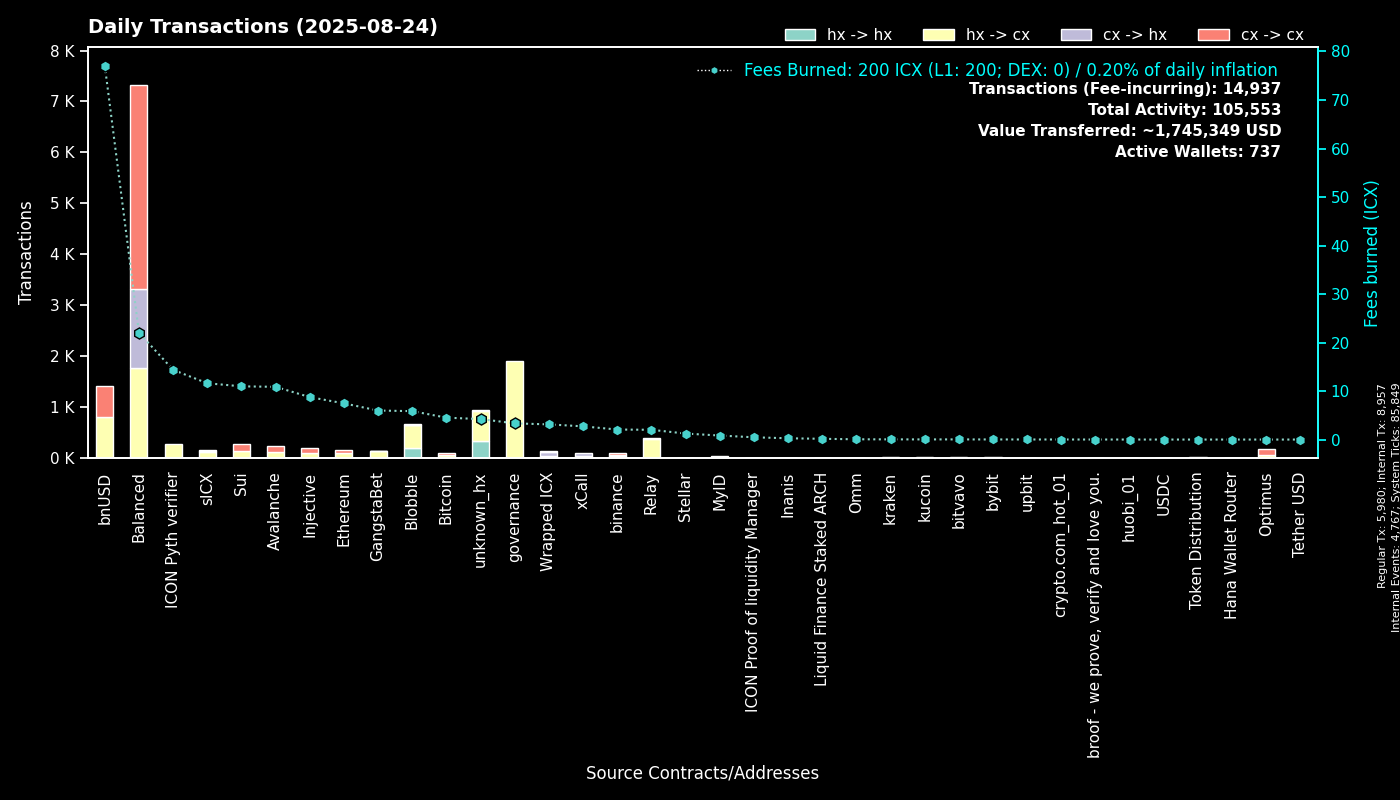 Daily Transactions (2025-08-24)
hx -> hx
hx -> cx
cx -> hx
cx -> cx
Fees Burned: 200 ICX (L1: 200; DEX: 0) / 0.20% of daily inflation
Transactions (Fee-incurring): 14,937
Total Activity: 105,553
Value Transferred: ~1,745,349 USD
Active Wallets: 737
Transactions
8 K
7 K
6 K
5 K
4 K
3 K
2 K
1 K
0 K
80
70
60
50
40
30
20
10
0
Fees burned (ICX)
bnUSD
Balanced
ICON Pyth verifier
sICX
Sui
Avalanche
Injective
Ethereum
GangstaBet
Blobble
Bitcoin
unknown_hx
governance
Wrapped ICX
xCall
binance
Relay
Stellar
MyID
ICON Proof of liquidity Manager
Inanis
Liquid Finance Staked ARCH
Omm
kraken
kucoin
bitvavo
bybit
upbit
crypto.com_hot_01
broof - we prove, verify and love you.
huobi_01
USDC
Token Distribution
Hana Wallet Router
Optimus
Tether USD
Source Contracts/Addresses
Regular Tx: 5,980; Internal Tx: 8,957
Internal Events: 4,767; System Ticks: 85,849